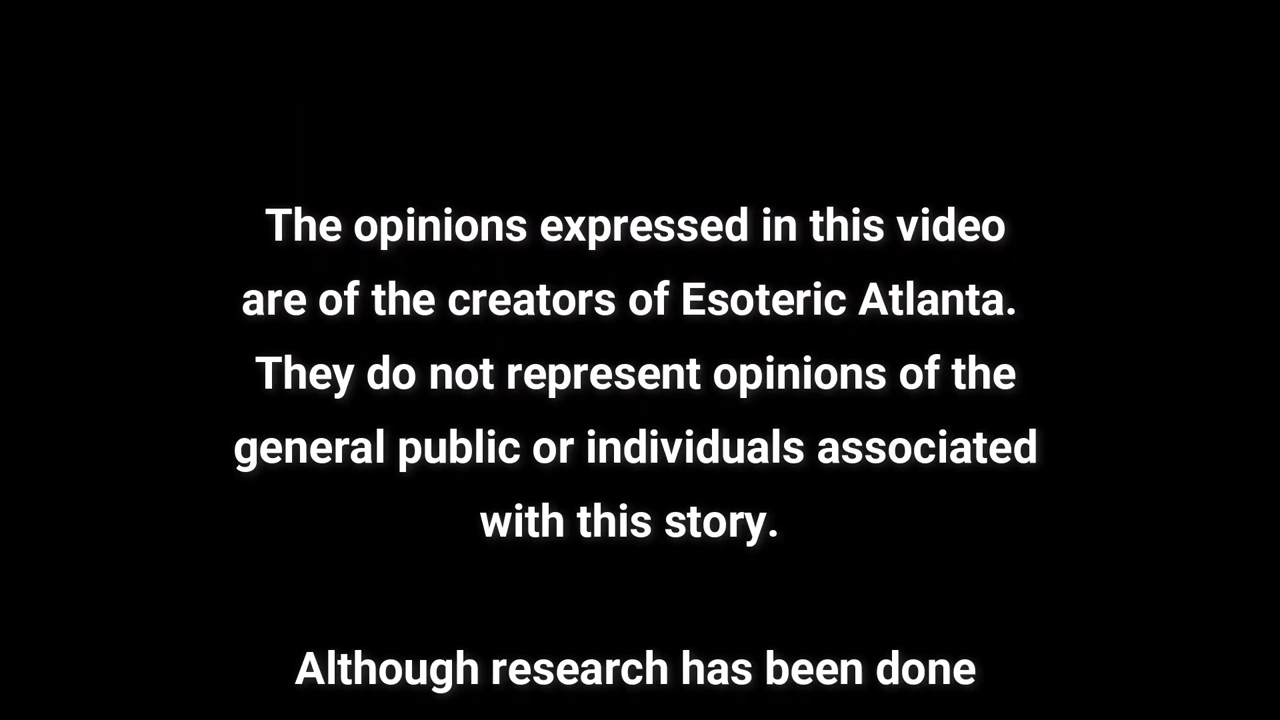 The opinions expressed in this video
are of the creators of Esoteric Atlanta.
They do not represent opinions of the
general public or individuals associated
with this story.
Although research has been done